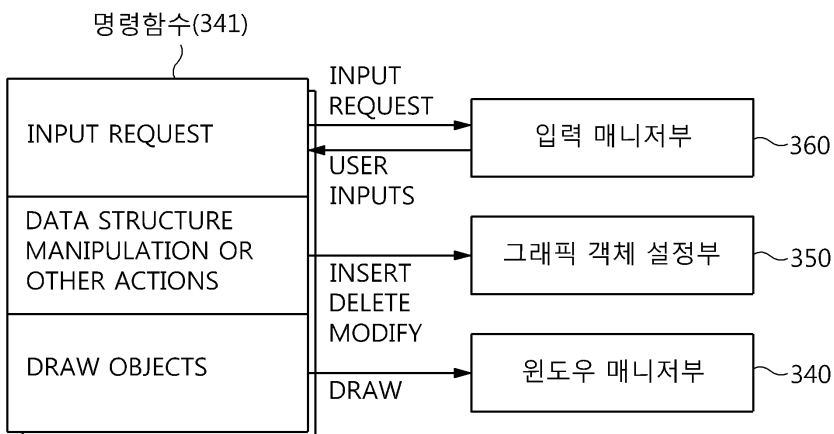 명령함수(341)
INPUT REQUEST
INPUT
REQUEST
입력 매니저부
360
USER
INPUTS
DATA STRUCTURE
MANIPULATION OR
OTHER ACTIONS
그래픽 객체 설정부
350
INSERT
DELETE
MODIFY
DRAW OBJECTS
윈도우 매니저부
340
DRAW